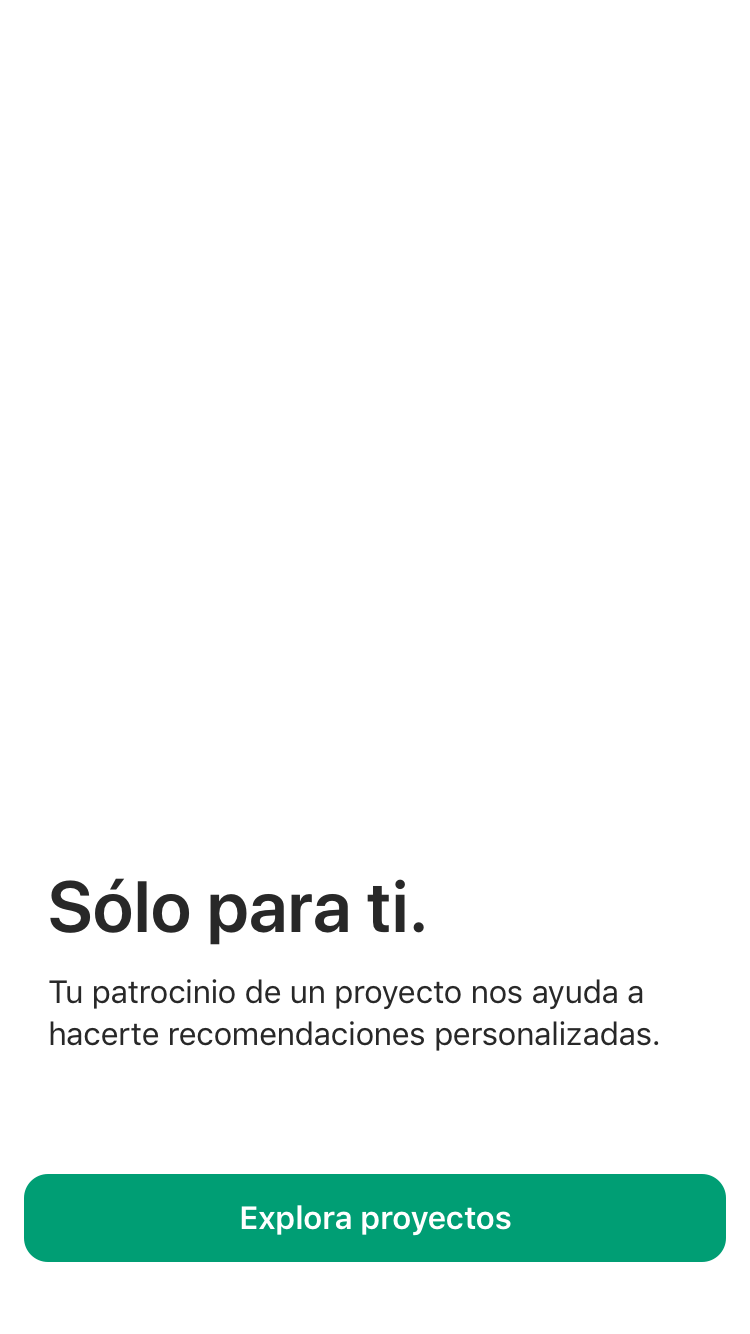 Sólo para ti.
Tu patrocinio de un proyecto nos ayuda a
hacerte recomendaciones personalizadas.
Explora proyectos